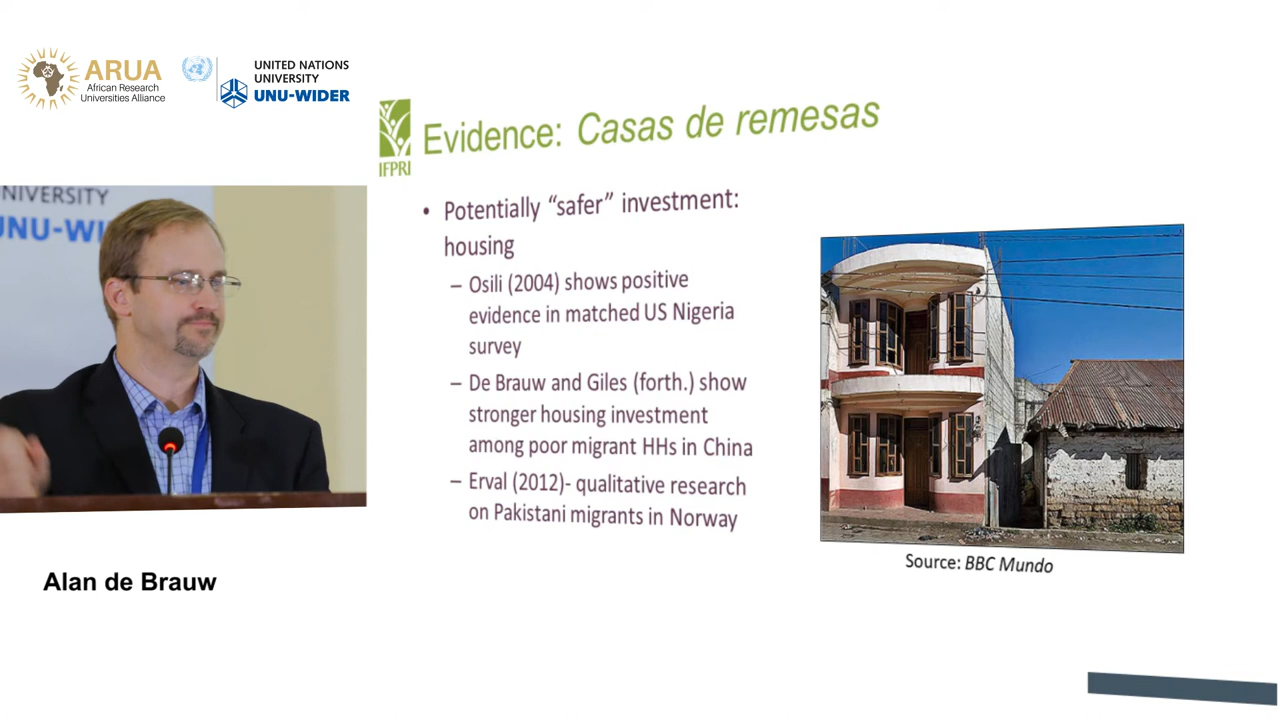 ARUA
African Research
Universities Alliance
UNITED NATIONS
UNIVERSITY
UNU-WIDER
IFPRI
Evidence: Casas de remesas
NIVERSITY
NU-WI
• Potentially “safer” investment:
housing
– Osili (2004) shows positive
evidence in matched US Nigeria
survey
– De Brauw and Giles (forth.) show
stronger housing investment
among poor migrant HHs in China
– Erval (2012)- qualitative research
on Pakistani migrants in Norway
Source: BBC Mundo
Alan de Brauw